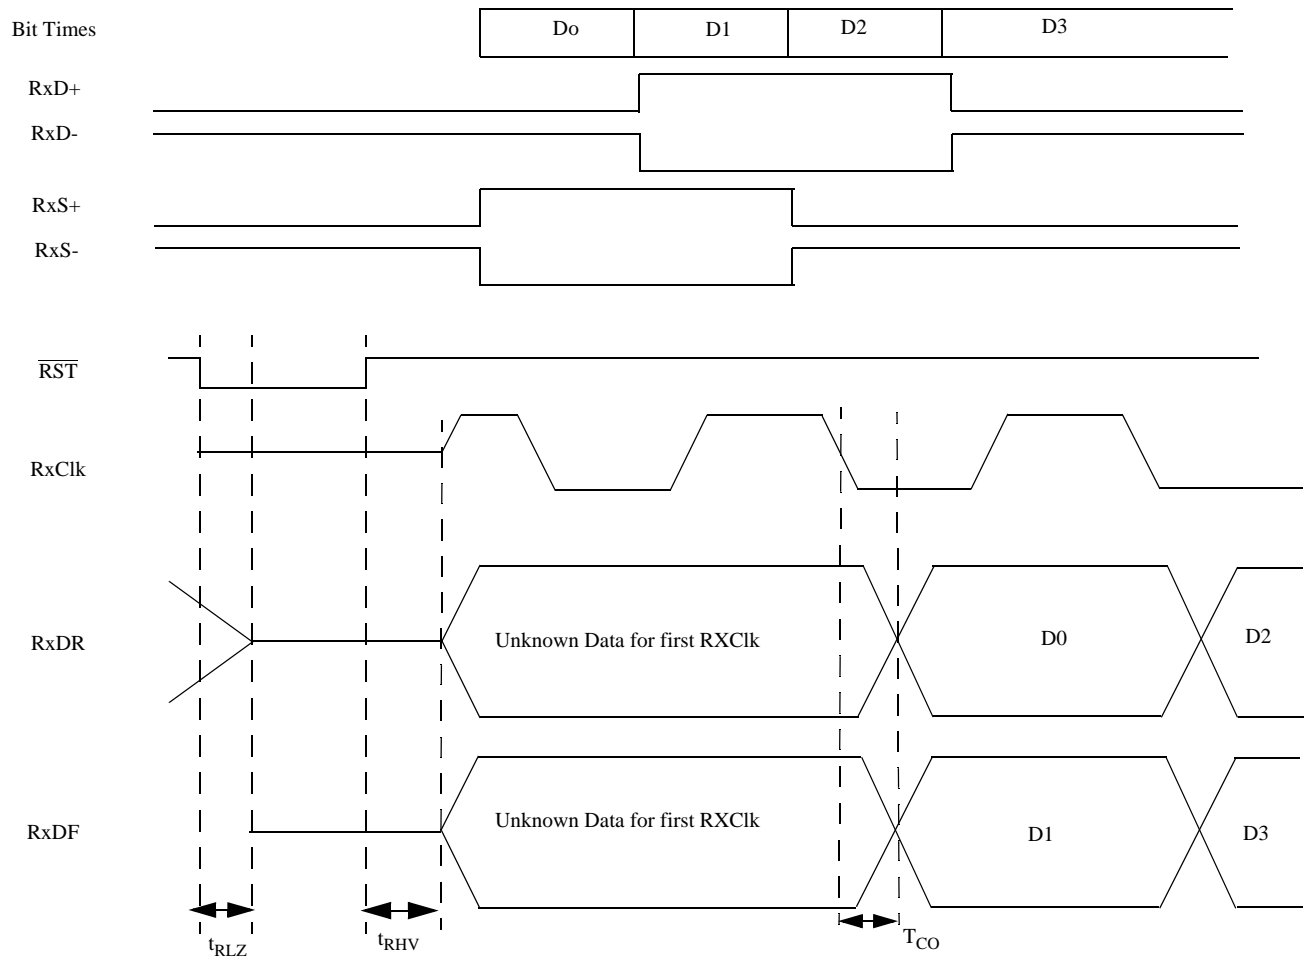 Bit Times Do D1 D2 D3
RxD+
RxD-
RxS+
RxS-
RST
RxClk
RxDR Unknown Data for first RXClk D0 D2
RxDF Unknown Data for first RXClk D1 D3
tRLZ tRHV TCO